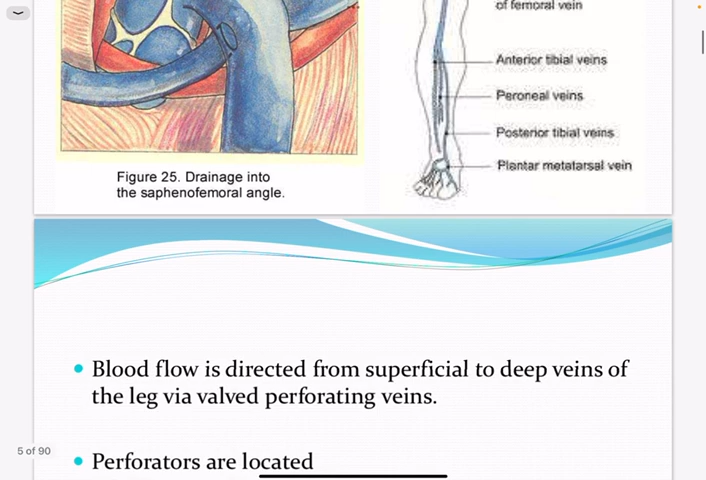 of femoral vein
Anterior tibial veins
Peroneal veins
Posterior tibial veins
Plantar metatarsal vein
Figure 25. Drainage into
the saphenofemoral angle.
• Blood flow is directed from superficial to deep veins of
the leg via valved perforating veins.
5 of 90
• Perforators are located